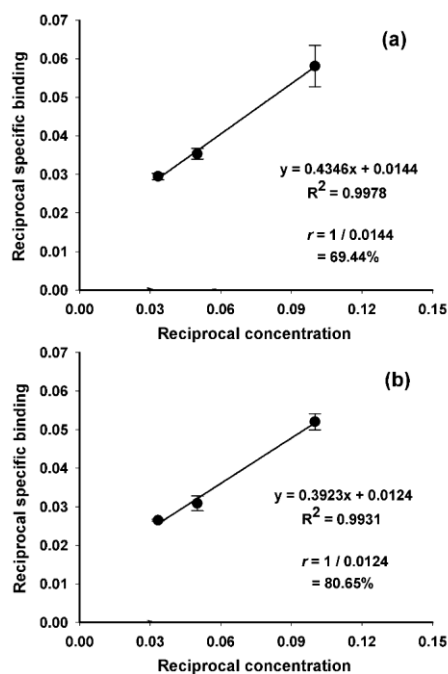 (a)
0.07
0.06
0.05
0.04
0.03
0.02
0.01
0.00
Reciprocal specific binding
y = 0.4346x + 0.0144
R² = 0.9978
r = 1 / 0.0144
= 69.44%
0.00 0.03 0.06 0.09 0.12 0.15
Reciprocal concentration
(b)
0.07
0.06
0.05
0.04
0.03
0.02
0.01
0.00
Reciprocal specific binding
y = 0.3923x + 0.0124
R² = 0.9931
r = 1 / 0.0124
= 80.65%
0.00 0.03 0.06 0.09 0.12 0.15
Reciprocal concentration